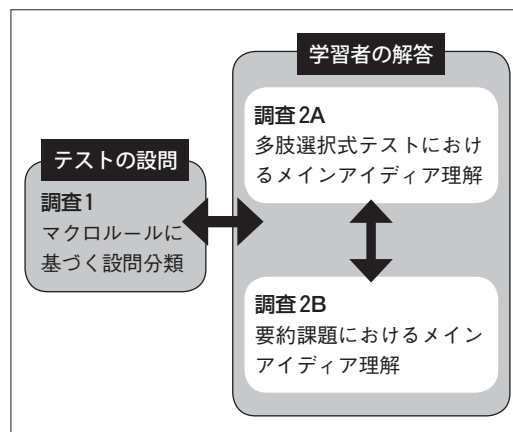 学習者の解答
調査2A
多肢選択式テストにおけ
るメインアイディア理解
テストの設問
調査1
マクロルールに
基づく設問分類
調査2B
要約課題におけるメイン
アイディア理解